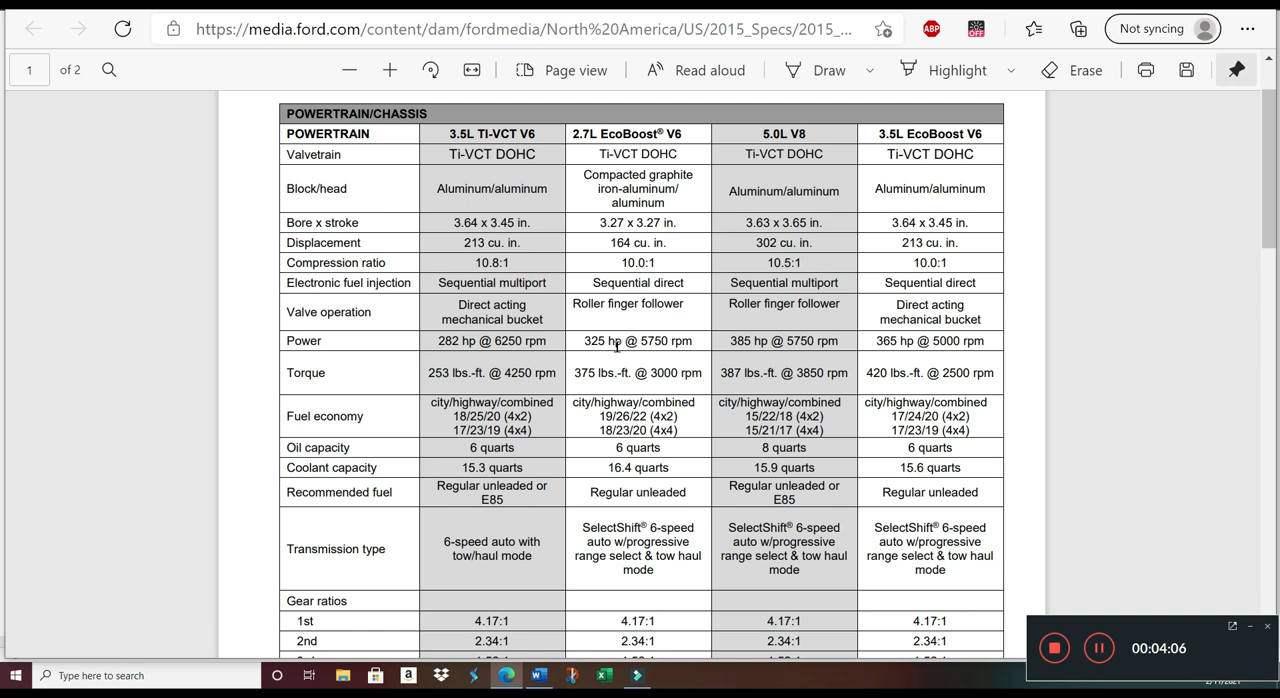 https://media.ford.com/content/dam/fordmedia/North%20America/US/2015_Specs/2015_...
ABP
OFF
Not syncing
1 of 2
Page view
Read aloud
Draw
Highlight
Erase
POWERTRAIN/CHASSIS
POWERTRAIN 3.5L TI-VCT V6 2.7L EcoBoost® V6 5.0L V8 3.5L EcoBoost V6
Valvetrain Ti-VCT DOHC Ti-VCT DOHC Ti-VCT DOHC Ti-VCT DOHC
Block/head Aluminum/aluminum Compacted graphite iron-aluminum/ aluminum Aluminum/aluminum Aluminum/aluminum
Bore x stroke 3.64 x 3.45 in. 3.27 x 3.27 in. 3.63 x 3.65 in. 3.64 x 3.45 in.
Displacement 213 cu. in. 164 cu. in. 302 cu. in. 213 cu. in.
Compression ratio 10.8:1 10.0:1 10.5:1 10.0:1
Electronic fuel injection Sequential multiport Sequential direct Sequential multiport Sequential direct
Valve operation Direct acting mechanical bucket Roller finger follower Roller finger follower Direct acting mechanical bucket
Power 282 hp @ 6250 rpm 325 hp @ 5750 rpm 385 hp @ 5750 rpm 365 hp @ 5000 rpm
Torque 253 lbs.-ft. @ 4250 rpm 375 lbs.-ft. @ 3000 rpm 387 lbs.-ft. @ 3850 rpm 420 lbs.-ft. @ 2500 rpm
city/highway/combined city/highway/combined city/highway/combined city/highway/combined
Fuel economy 18/25/20 (4x2) 19/26/22 (4x2) 15/22/18 (4x2) 17/24/20 (4x2)
17/23/19 (4x4) 18/23/20 (4x4) 15/21/17 (4x4) 17/23/19 (4x4)
Oil capacity 6 quarts 6 quarts 8 quarts 6 quarts
Coolant capacity 15.3 quarts 16.4 quarts 15.9 quarts 15.6 quarts
Recommended fuel Regular unleaded or E85 Regular unleaded Regular unleaded or E85 Regular unleaded
Transmission type 6-speed auto with tow/haul mode SelectShift® 6-speed auto w/progressive range select & tow haul mode SelectShift® 6-speed auto w/progressive range select & tow haul mode SelectShift® 6-speed auto w/progressive range select & tow haul mode
Gear ratios
1st 4.17:1 4.17:1 4.17:1 4.17:1
2nd 2.34:1 2.34:1 2.34:1 2.34:1
00:04:06
Type here to search